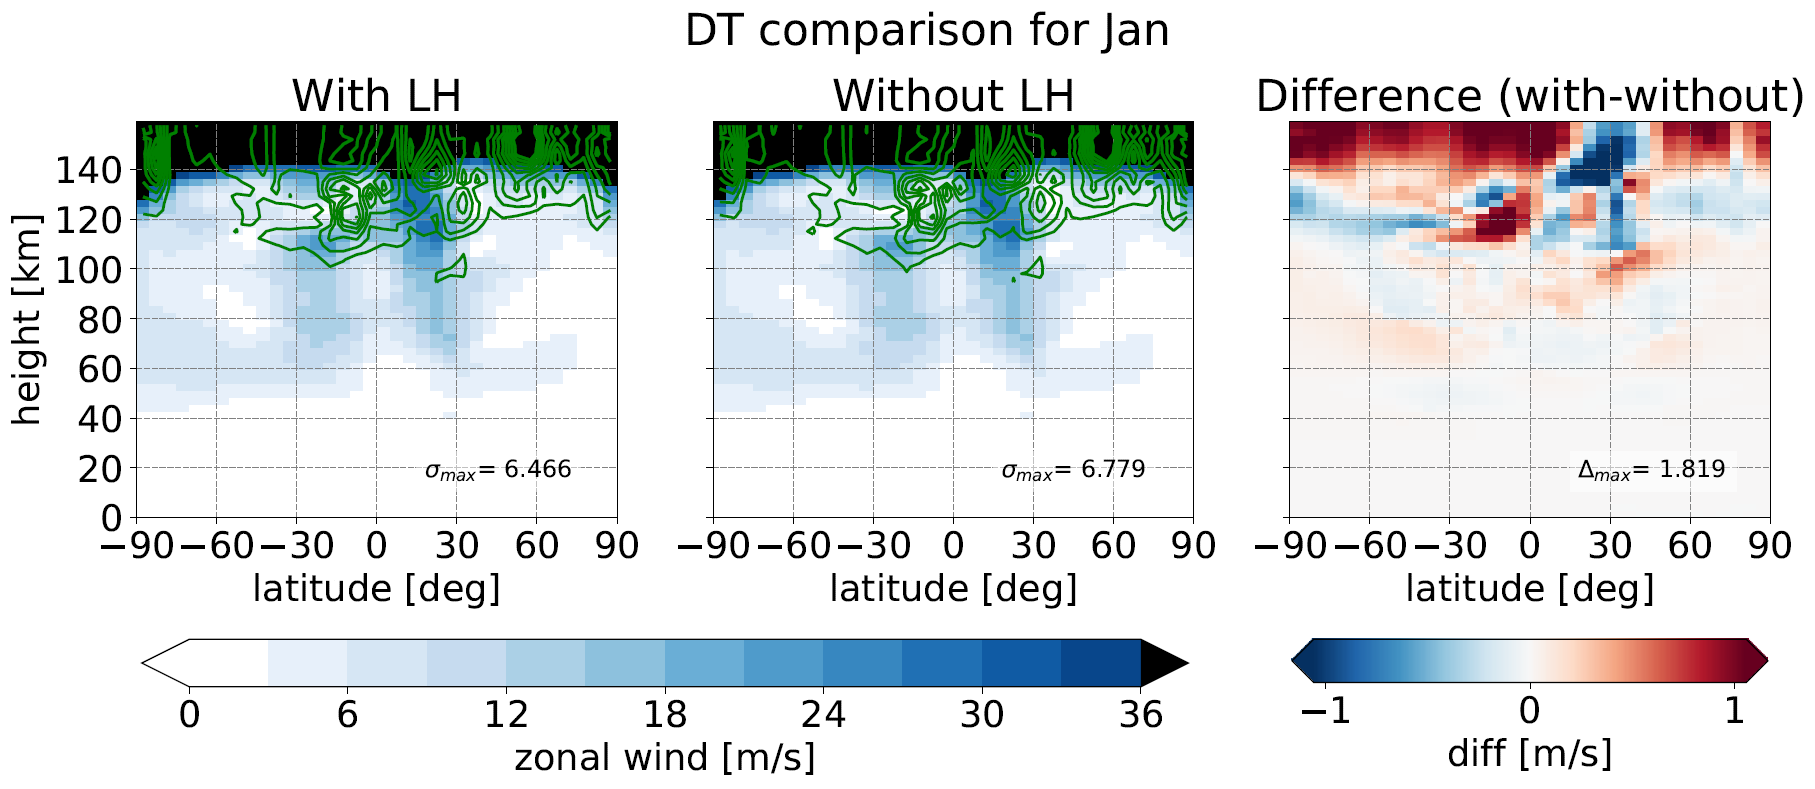 DT comparison for Jan
With LH
Without LH
Difference (with-without)
height [km]
140
120
100
80
60
40
20
0
σmax= 6.466
σmax= 6.779
Δmax= 1.819
−90 −60 −30 0 30 60 90
−90 −60 −30 0 30 60 90
−90 −60 −30 0 30 60 90
latitude [deg]
latitude [deg]
latitude [deg]
0 6 12 18 24 30 36
zonal wind [m/s]
−1 0 1
diff [m/s]